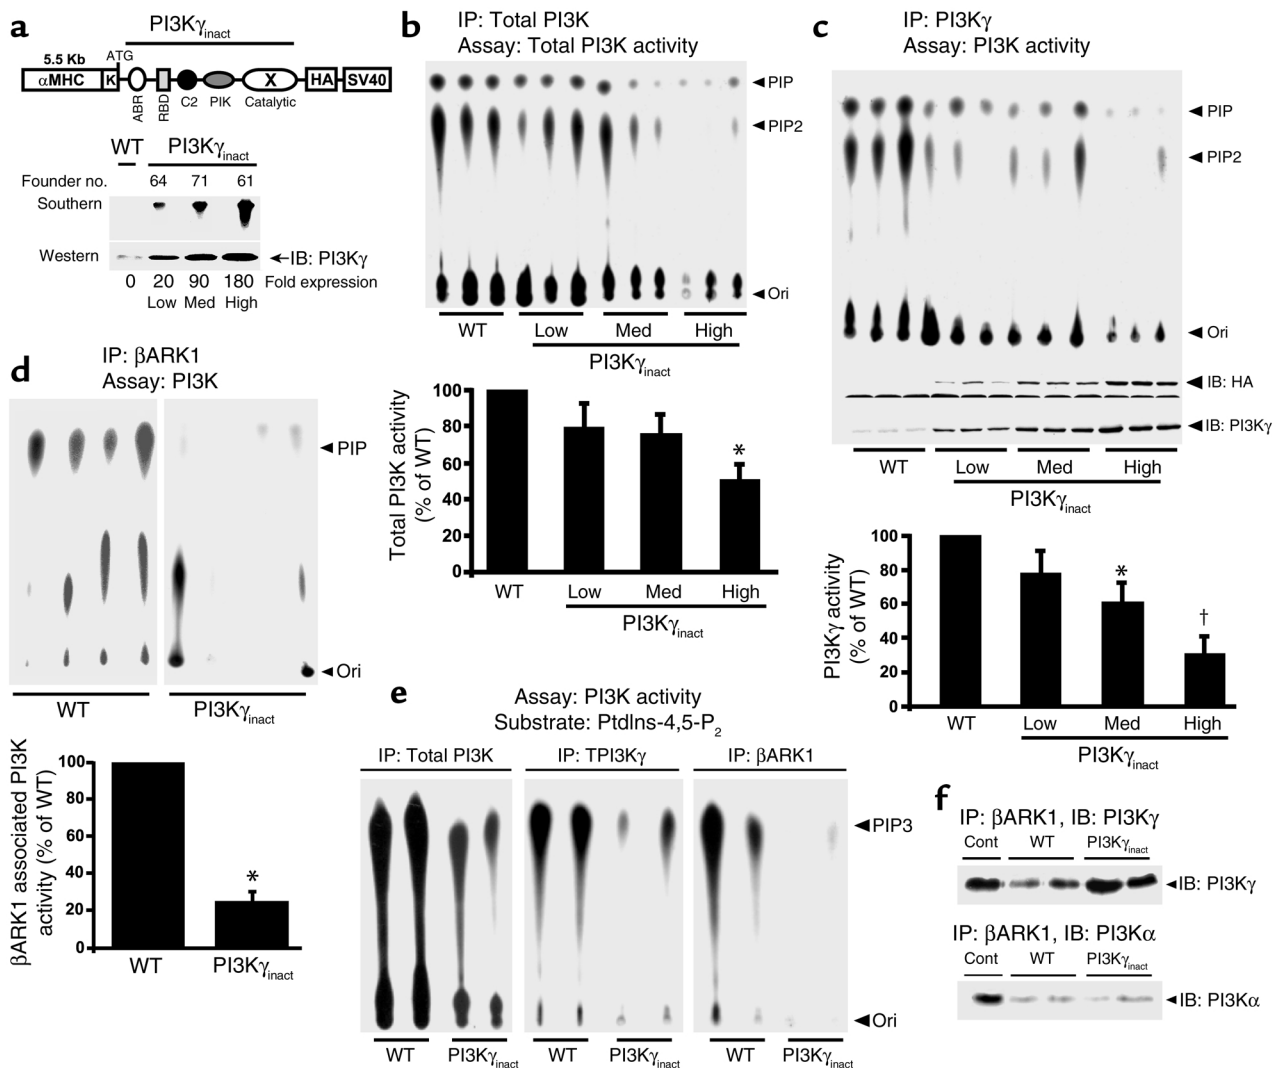 a
PI3Kγinact
5.5 Kb
ATG
αMHC
K
X
HA
SV40
ABR
RBD
C2
PIK
Catalytic
WT
PI3Kγinact
Founder no.
64
71
61
Southern
Western
IB: PI3Kγ
0
20
90
180
Fold expression
Low
Med
High
b
IP: Total PI3K
Assay: Total PI3K activity
PIP
PIP2
Ori
WT
Low
Med
High
PI3Kγinact
Total PI3K activity
(% of WT)
100
80
60
40
20
0
WT
Low
Med
High
PI3Kγinact
*
c
IP: PI3Kγ
Assay: PI3K activity
PIP
PIP2
Ori
IB: HA
IB: PI3Kγ
WT
Low
Med
High
PI3Kγinact
PI3Kγ activity
(% of WT)
100
80
60
40
20
0
*
†
WT
Low
Med
High
PI3Kγinact
d
IP: βARK1
Assay: PI3K
PIP
Ori
WT
PI3Kγinact
βARK1 associated PI3K
activity (% of WT)
100
80
60
40
20
0
*
WT
PI3Kγinact
e
Assay: PI3K activity
Substrate: PtdIns-4,5-P2
IP: Total PI3K
IP: TPI3Kγ
IP: βARK1
PIP3
Ori
WT
PI3Kγinact
WT
PI3Kγinact
WT
PI3Kγinact
f
IP: βARK1, IB: PI3Kγ
Cont
WT
PI3Kγinact
IB: PI3Kγ
IP: βARK1, IB: PI3Kα
Cont
WT
PI3Kγinact
IB: PI3Kα